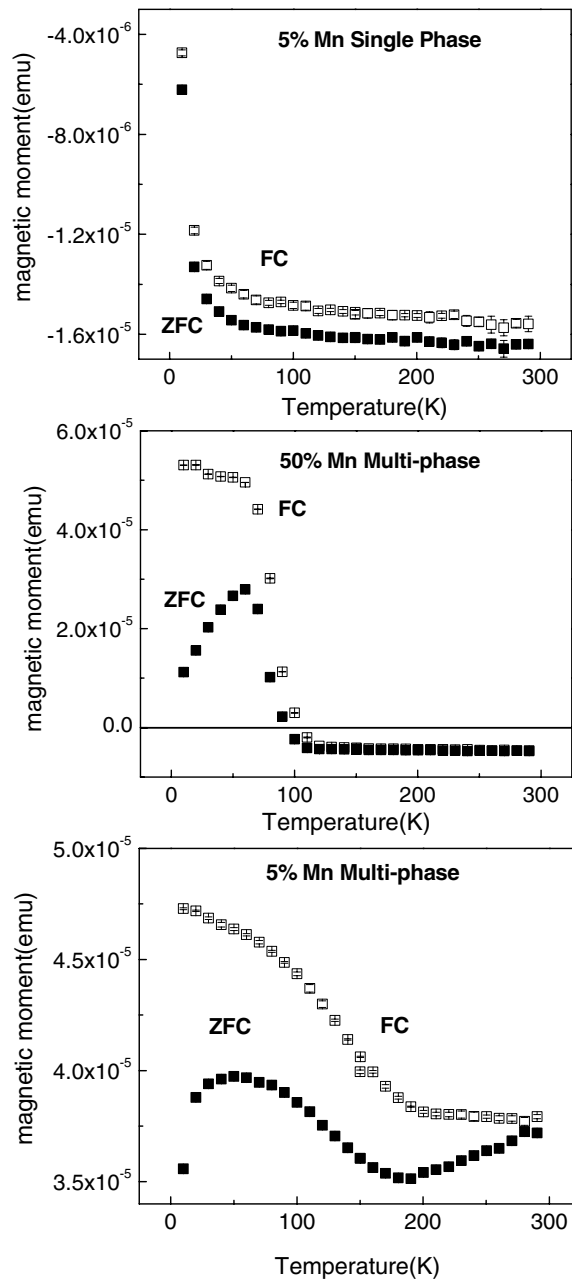 5% Mn Single Phase
-4.0x10-6
-8.0x10-6
-1.2x10-5
-1.6x10-5
magnetic moment(emu)
FC
ZFC
0 100 200 300
Temperature(K)
50% Mn Multi-phase
6.0x10-5
4.0x10-5
2.0x10-5
0.0
magnetic moment(emu)
FC
ZFC
0 100 200 300
Temperature(K)
5% Mn Multi-phase
5.0x10-5
4.5x10-5
4.0x10-5
3.5x10-5
magnetic moment(emu)
ZFC
FC
0 100 200 300
Temperature(K)